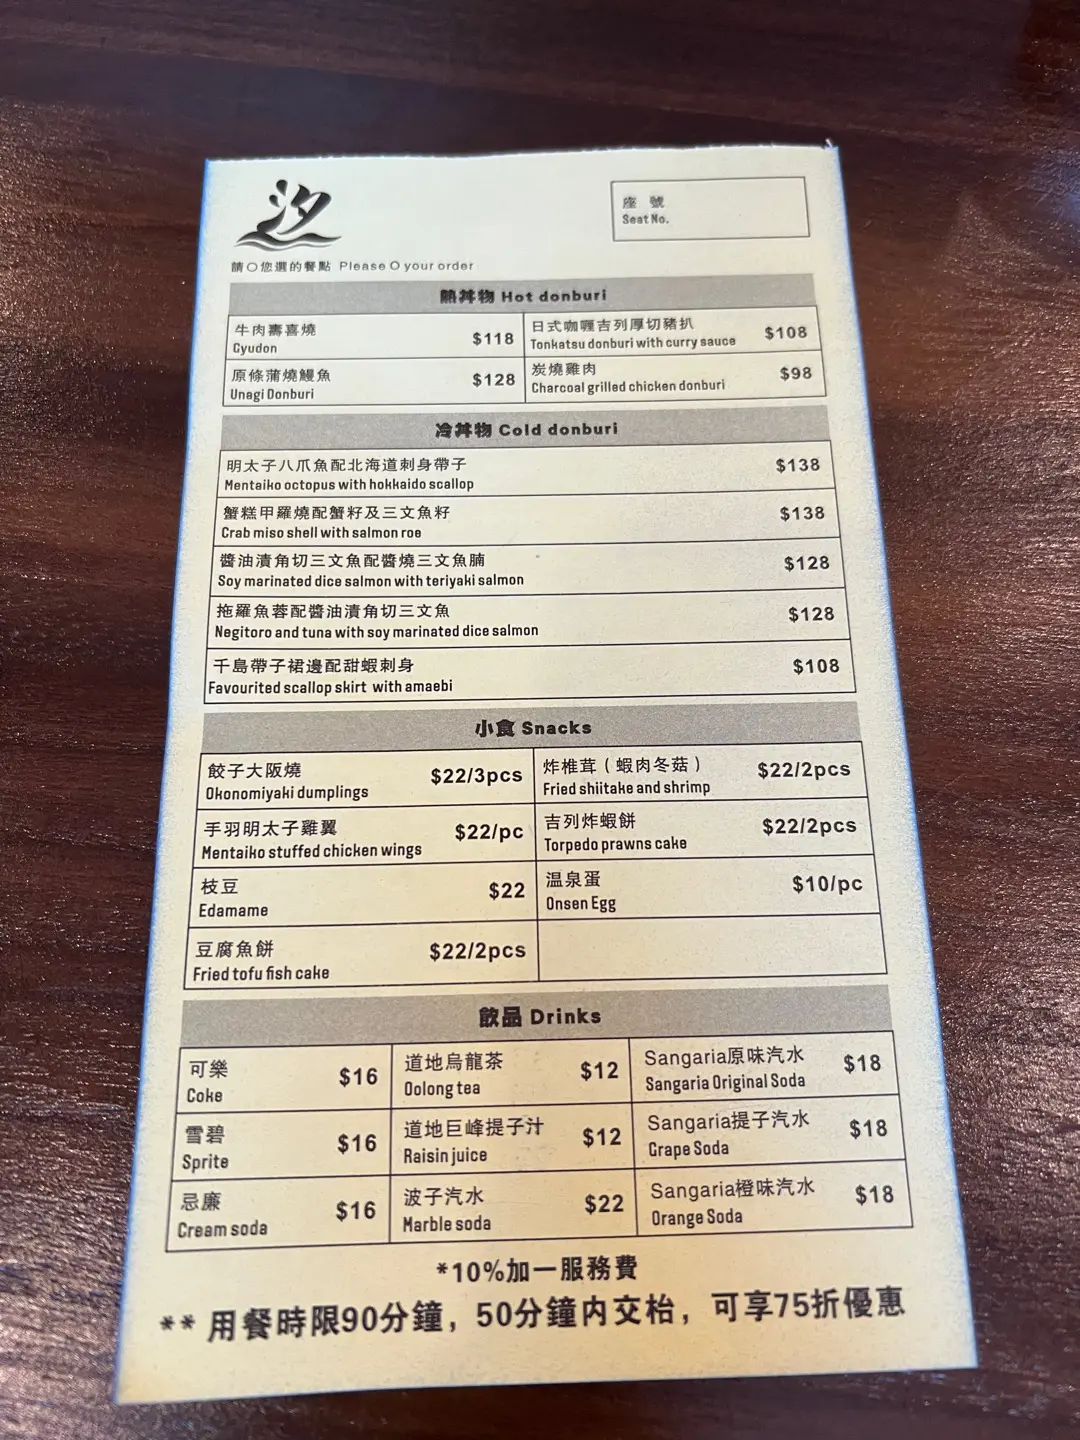 汐
座 號
Seat No.
請○您選的餐點 Please O your order
熱丼物 Hot donburi
牛肉壽喜燒 $118
Gyudon
日式咖喱吉列厚切豬扒 $108
Tonkatsu donburi with curry sauce
原條蒲燒鰻魚 $128
Unagi Donburi
炭燒雞肉 $98
Charcoal grilled chicken donburi
冷丼物 Cold donburi
明太子八爪魚配北海道刺身帶子 $138
Mentaiko octopus with hokkaido scallop
蟹糕甲羅燒配蟹籽及三文魚籽 $138
Crab miso shell with salmon roe
醬油漬角切三文魚配醬燒三文魚腩 $128
Soy marinated dice salmon with teriyaki salmon
拖羅魚蓉配醬油漬角切三文魚 $128
Negitoro and tuna with soy marinated dice salmon
千島帶子裙邊配甜蝦刺身 $108
Favourited scallop skirt with amaebi
小食 Snacks
餃子大阪燒 $22/3pcs
Okonomiyaki dumplings
炸椎茸（蝦肉冬菇） $22/2pcs
Fried shiitake and shrimp
手羽明太子雞翼 $22/pc
Mentaiko stuffed chicken wings
吉列炸蝦餅 $22/2pcs
Torpedo prawns cake
枝豆 $22
Edamame
温泉蛋 $10/pc
Onsen Egg
豆腐魚餅 $22/2pcs
Fried tofu fish cake
飲品 Drinks
可樂 $16
Coke
道地烏龍茶 $12
Oolong tea
Sangaria原味汽水 $18
Sangaria Original Soda
雪碧 $16
Sprite
道地巨峰提子汁 $12
Raisin juice
Sangaria提子汽水 $18
Grape Soda
忌廉 $16
Cream soda
波子汽水 $22
Marble soda
Sangaria橙味汽水 $18
Orange Soda
*10%加一服務費
** 用餐時限90分鐘，50分鐘內交枱，可享75折優惠